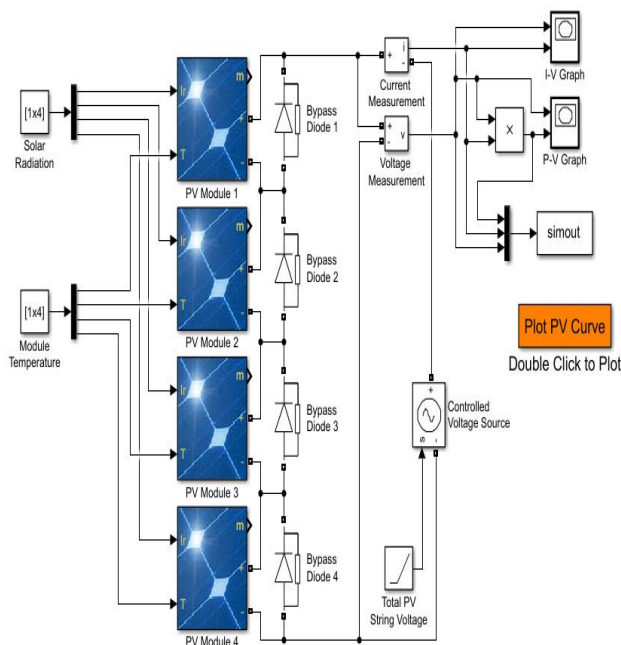 [1x4]
Solar
Radiation
[1x4]
Module
Temperature
Ir
T
m
+
-
PV Module 1
Ir
T
m
+
-
PV Module 2
Ir
T
m
+
-
PV Module 3
Ir
T
m
+
-
PV Module 4
Bypass
Diode 1
Bypass
Diode 2
Bypass
Diode 3
Bypass
Diode 4
+ i
-
Current
Measurement
+ v
-
Voltage
Measurement
×
I-V Graph
P-V Graph
simout
Plot PV Curve
Double Click to Plot
+
s -
Controlled
Voltage Source
Total PV
String Voltage